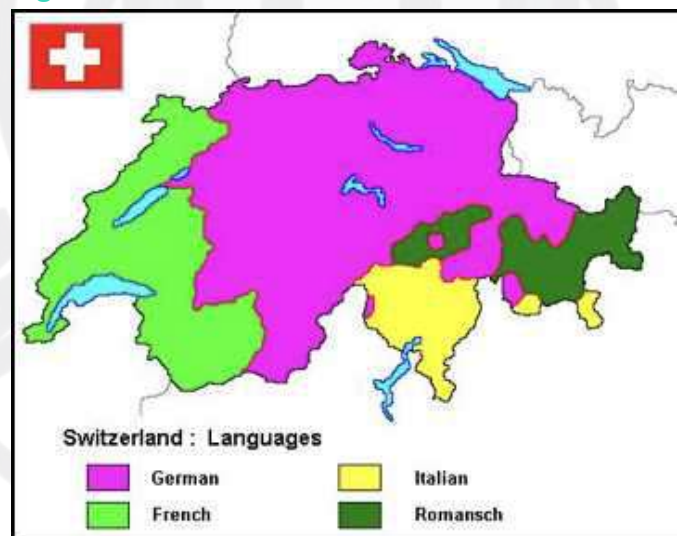 Switzerland : Languages
German
Italian
French
Romansch